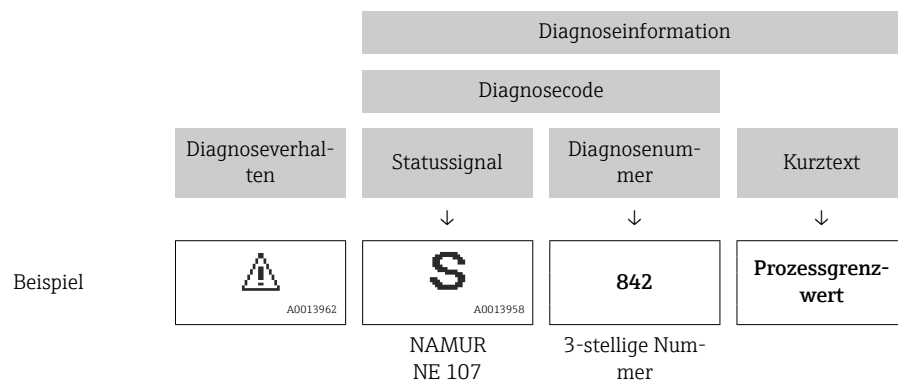 Diagnoseinformation
Diagnosecode
Diagnoseverhal-
ten
Statussignal
Diagnosenum-
mer
Kurztext
↓
↓
↓
Beispiel
A0013962
S
A0013958
842
Prozessgrenz-
wert
NAMUR
NE 107
3-stellige Num-
mer